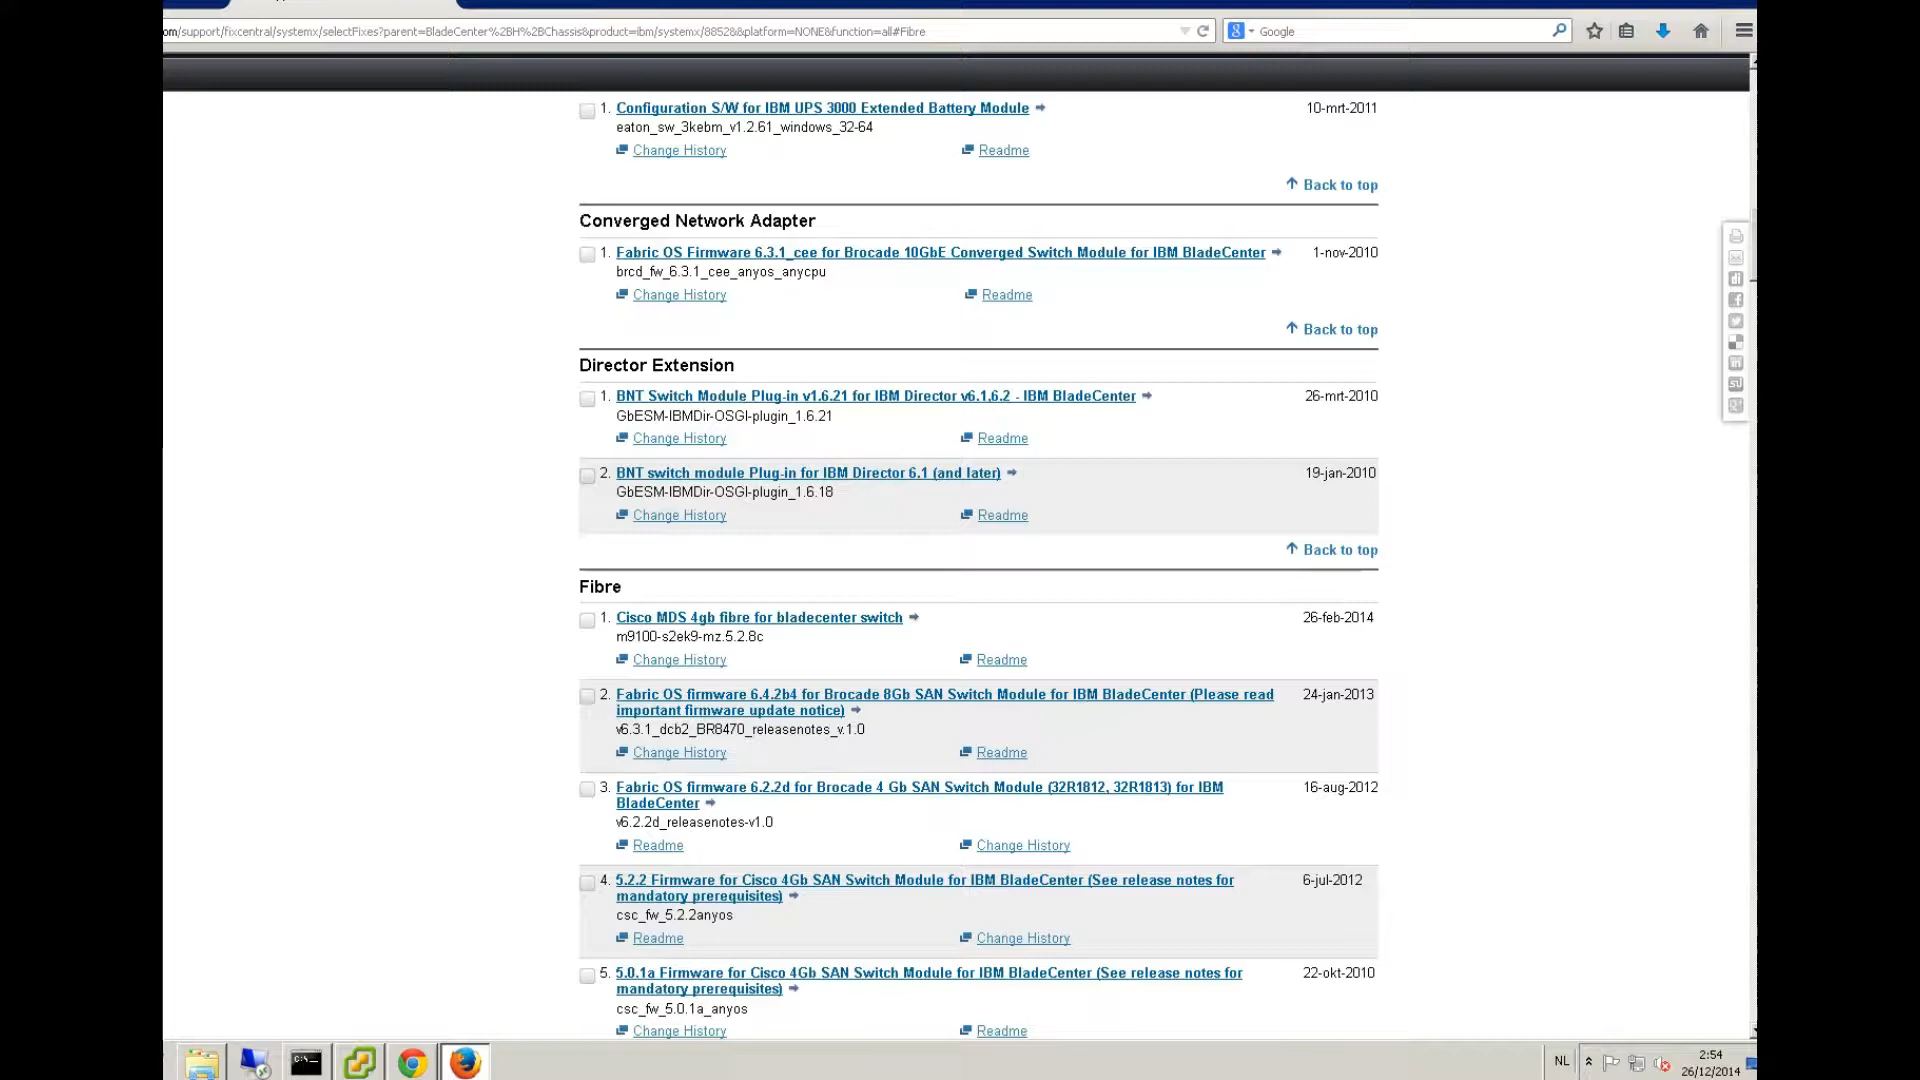 om/support/fixcentral/systemx/selectFixes?parent=BladeCenter%2BH%2BChassis&product=ibm/systemx/8852&&platform=NONE&function=all#Fibre
Google
1. Configuration S/W for IBM UPS 3000 Extended Battery Module 10-mrt-2011
eaton_sw_3kebm_v1.2.61_windows_32-64
Change History Readme
Back to top
Converged Network Adapter
1. Fabric OS Firmware 6.3.1_cee for Brocade 10GbE Converged Switch Module for IBM BladeCenter 1-nov-2010
brcd_fw_6.3.1_cee_anyos_anycpu
Change History Readme
Back to top
Director Extension
1. BNT Switch Module Plug-in v1.6.21 for IBM Director v6.1,6.2 - IBM BladeCenter 26-mrt-2010
GbESM-IBMDir-OSGI-plugin_1.6.21
Change History Readme
2. BNT switch module Plug-in for IBM Director 6.1 (and later) 19-jan-2010
GbESM-IBMDir-OSGI-plugin_1.6.18
Change History Readme
Back to top
Fibre
1. Cisco MDS 4gb fibre for bladecenter switch 26-feb-2014
m9100-s2ek9-mz.5.2.8c
Change History Readme
2. Fabric OS firmware 6.4.2b4 for Brocade 8Gb SAN Switch Module for IBM BladeCenter (Please read 24-jan-2013
important firmware update notice)
v6.3.1_dcb2_BR8470_releasenotes_v.1.0
Change History Readme
3. Fabric OS firmware 6.2.2d for Brocade 4 Gb SAN Switch Module (32R1812, 32R1813) for IBM 16-aug-2012
BladeCenter
v6.2.2d_releasenotes-v1.0
Readme Change History
4. 5.2.2 Firmware for Cisco 4Gb SAN Switch Module for IBM BladeCenter (See release notes for 6-jul-2012
mandatory prerequisites)
csc_fw_5.2.2anyos
Readme Change History
5. 5.0.1a Firmware for Cisco 4Gb SAN Switch Module for IBM BladeCenter (See release notes for 22-okt-2010
mandatory prerequisites)
csc_fw_5.0.1a_anyos
Change History Readme
NL 2:54
26/12/2014